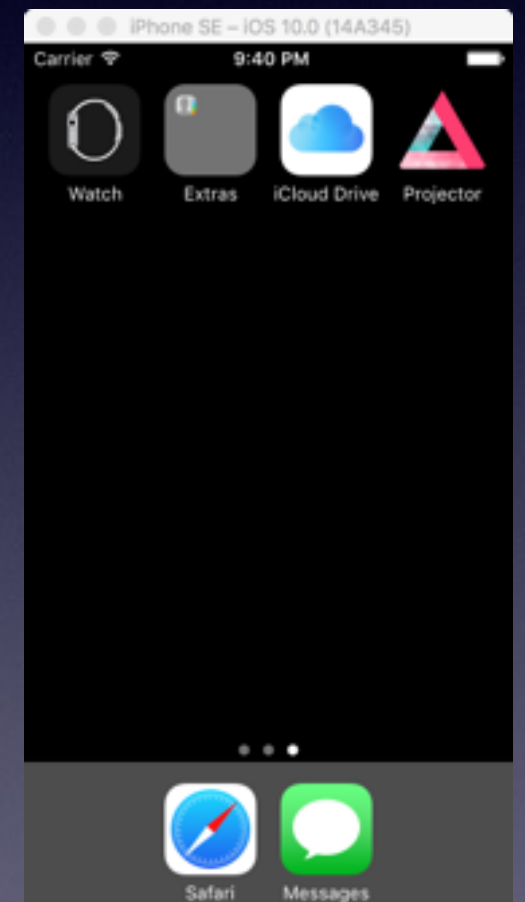 iPhone SE – iOS 10.0 (14A345)
Carrier 9:40 PM
Watch Extras iCloud Drive Projector
Safari Messages